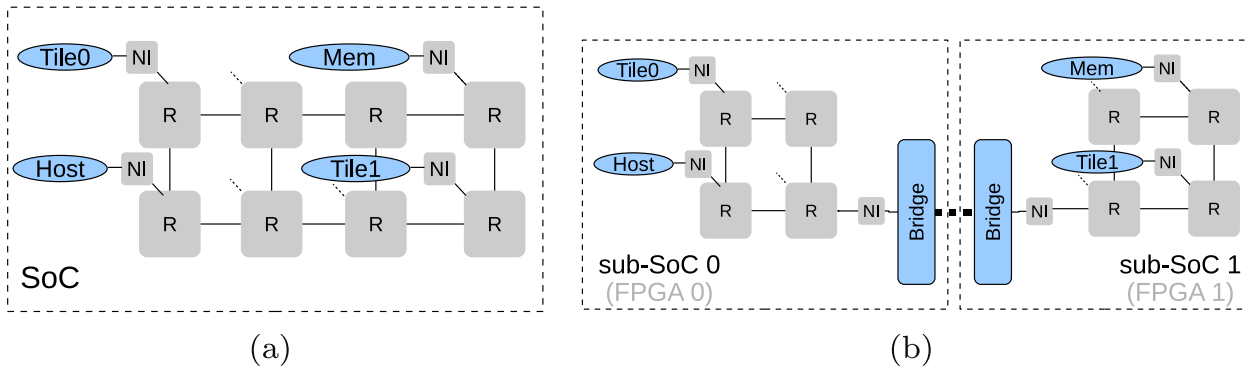 Tile0 NI Mem NI
R R R R
Host NI Tile1 NI
R R R R
SoC
(a)
Tile0 NI
R R
Host NI
R R NI Bridge
sub-SoC 0
(FPGA 0)
Mem NI
R R
Tile1 NI
Bridge NI R R
sub-SoC 1
(FPGA 1)
(b)